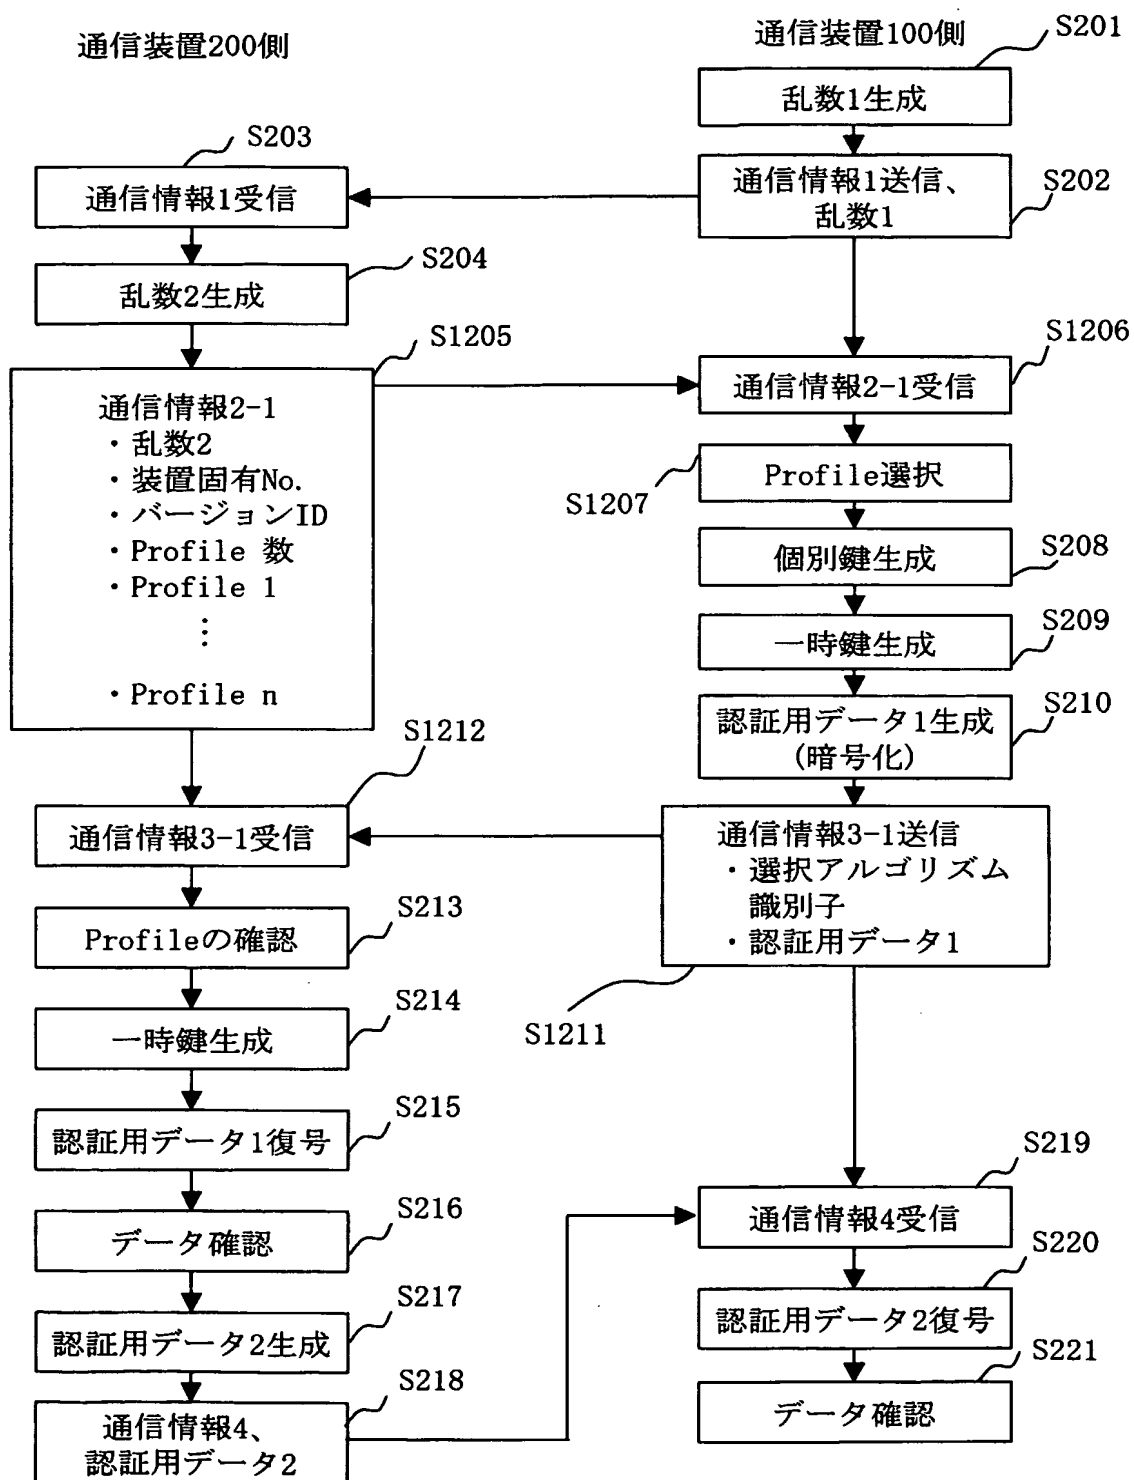 通信装置200側
通信装置100側
S201
乱数1生成
S203
通信情報1受信
通信情報1送信、
乱数1
S202
S204
乱数2生成
S1205
通信情報2-1
・乱数2
・装置固有No.
・バージョンID
・Profile 数
・Profile 1
⋮
・Profile n
S1206
通信情報2-1受信
S1207
Profile選択
S208
個別鍵生成
S209
一時鍵生成
S210
認証用データ1生成
(暗号化)
S1212
通信情報3-1受信
通信情報3-1送信
・選択アルゴリズム
識別子
・認証用データ1
S1211
S213
Profileの確認
S214
一時鍵生成
S215
認証用データ1復号
S216
データ確認
S217
認証用データ2生成
S218
通信情報4、
認証用データ2
S219
通信情報4受信
S220
認証用データ2復号
S221
データ確認